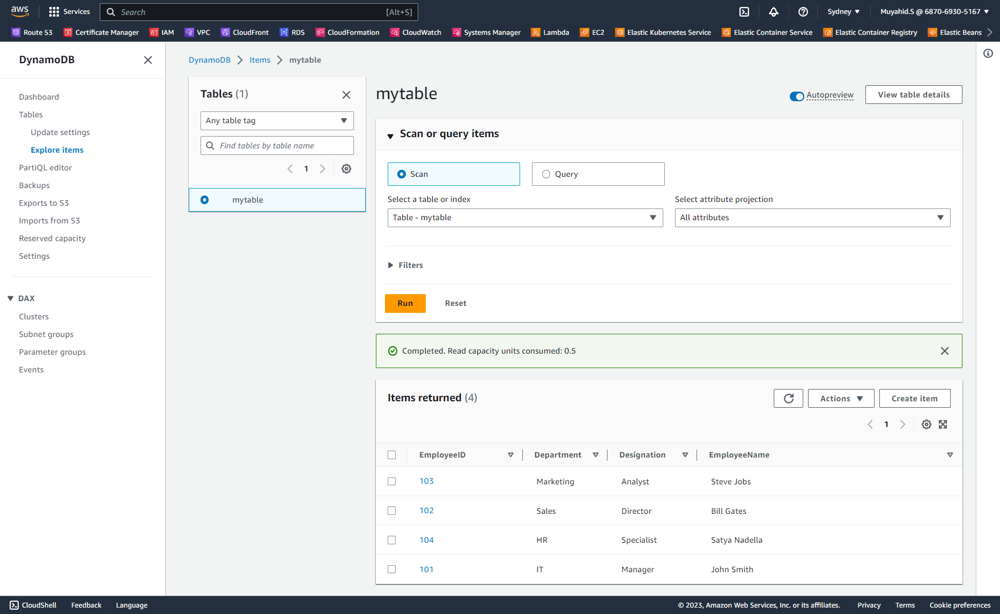 aws Services Search [Alt+S] Sydney Muyahid.S @ 6870-6930-5167
Route 53 Certificate Manager IAM VPC CloudFront RDS CloudFormation CloudWatch Systems Manager Lambda EC2 Elastic Kubernetes Service Elastic Container Service Elastic Container Registry Elastic Beans
DynamoDB
Dashboard
Tables
Update settings
Explore items
PartiQL editor
Backups
Exports to S3
Imports from S3
Reserved capacity
Settings
DAX
Clusters
Subnet groups
Parameter groups
Events
DynamoDB Items mytable
Tables (1)
Any table tag
Find tables by table name
1
mytable
mytable
Autopreview View table details
Scan or query items
Scan Query
Select a table or index Select attribute projection
Table - mytable All attributes
Filters
Run Reset
Completed. Read capacity units consumed: 0.5
Items returned (4) Actions Create item
1
EmployeeID Department Designation EmployeeName
103 Marketing Analyst Steve Jobs
102 Sales Director Bill Gates
104 HR Specialist Satya Nadella
101 IT Manager John Smith
CloudShell Feedback Language © 2023, Amazon Web Services, Inc. or its affiliates. Privacy Terms Cookie preferences